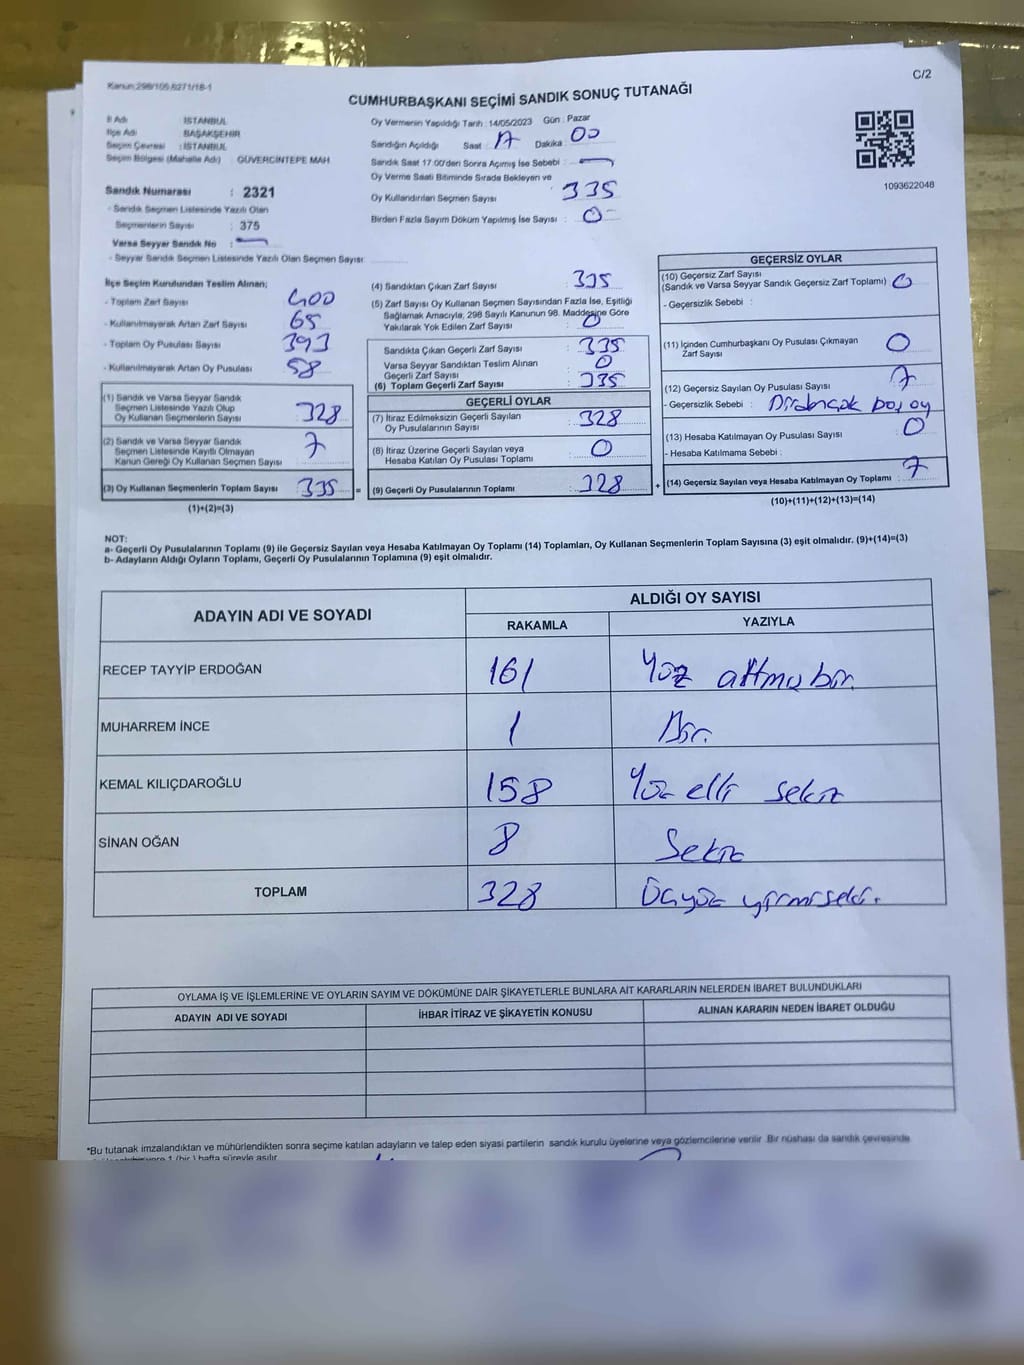 Kanun:298/105,6271/18-1
C/2
CUMHURBAŞKANI SEÇİMİ SANDIK SONUÇ TUTANAĞI
İl Adı : İSTANBUL
İlçe Adı : BAŞAKŞEHİR
Seçim Çevresi : İSTANBUL
Seçim Bölgesi (Mahalle Adı) : GÜVERCİNTEPE MAH
Sandık Numarası : 2321
- Sandık Seçmen Listesinde Yazılı Olan
Seçmenlerin Sayısı : 375
Varsa Seyyar Sandık No :
- Seyyar Sandık Seçmen Listesinde Yazılı Olan Seçmen Sayısı:
Oy Vermenin Yapıldığı Tarih : 14/05/2023 Gün : Pazar
Sandığın Açıldığı Saat : 17 Dakika : 00
Sandık Saat 17.00'den Sonra Açımış İse Sebebi :
Oy Verme Saati Bitiminde Sırada Bekleyen ve
Oy Kullandırılan Seçmen Sayısı : 335
Birden Fazla Sayım Döküm Yapılmış İse Sayısı : 0
1093622048
İlçe Seçim Kurulundan Teslim Alınan;
- Toplam Zarf Sayısı : 400
- Kullanılmayarak Artan Zarf Sayısı : 65
- Toplam Oy Pusulası Sayısı : 393
- Kullanılmayarak Artan Oy Pusulası : 58
(1) Sandık ve Varsa Seyyar Sandık
Seçmen Listesinde Yazılı Olup
Oy Kullanan Seçmenlerin Sayısı : 328
(2) Sandık ve Varsa Seyyar Sandık
Seçmen Listesinde Kayıtlı Olmayan
Kanun Gereği Oy Kullanan Seçmen Sayısı : 7
(3) Oy Kullanan Seçmenlerin Toplam Sayısı : 335 =
(1)+(2)=(3)
(4) Sandıktan Çıkan Zarf Sayısı : 335
(5) Zarf Sayısı Oy Kullanan Seçmen Sayısından Fazla İse, Eşitliği
Sağlamak Amacıyla, 298 Sayılı Kanunun 98. Maddesine Göre
Yakılarak Yok Edilen Zarf Sayısı : 0
Sandıkta Çıkan Geçerli Zarf Sayısı : 335
Varsa Seyyar Sandıktan Teslim Alınan
Geçerli Zarf Sayısı : 0
(6) Toplam Geçerli Zarf Sayısı : 335
GEÇERLİ OYLAR
(7) İtiraz Edilmeksizin Geçerli Sayılan
Oy Pusulalarının Sayısı : 328
(8) İtiraz Üzerine Geçerli Sayılan veya
Hesaba Katılan Oy Pusulası Toplamı : 0
(9) Geçerli Oy Pusulalarının Toplamı : 328 +
GEÇERSİZ OYLAR
(10) Geçersiz Zarf Sayısı
(Sandık ve Varsa Seyyar Sandık Geçersiz Zarf Toplamı) : 0
- Geçersizlik Sebebi :
(11) İçinden Cumhurbaşkanı Oy Pusulası Çıkmayan
Zarf Sayısı : 0
(12) Geçersiz Sayılan Oy Pusulası Sayısı : 7
- Geçersizlik Sebebi : boş oy
(13) Hesaba Katılmayan Oy Pusulası Sayısı : 0
- Hesaba Katılmama Sebebi :
(14) Geçersiz Sayılan veya Hesaba Katılmayan Oy Toplamı : 7
(10)+(11)+(12)+(13)=(14)
NOT:
a- Geçerli Oy Pusulalarının Toplamı (9) ile Geçersiz Sayılan veya Hesaba Katılmayan Oy Toplamı (14) Toplamları, Oy Kullanan Seçmenlerin Toplam Sayısına (3) eşit olmalıdır. (9)+(14)=(3)
b- Adayların Aldığı Oyların Toplamı, Geçerli Oy Pusulalarının Toplamına (9) eşit olmalıdır.
ADAYIN ADI VE SOYADI
ALDIĞI OY SAYISI
RAKAMLA YAZIYLA
RECEP TAYYİP ERDOĞAN 161 Yüz altmış bir
MUHARREM İNCE 1 Bir
KEMAL KILIÇDAROĞLU 158 Yüz elli sekiz
SİNAN OĞAN 8 Sekiz
TOPLAM 328 Üçyüz yirmisekiz
OYLAMA İŞ VE İŞLEMLERİNE VE OYLARIN SAYIM VE DÖKÜMÜNE DAİR ŞİKAYETLERLE BUNLARA AİT KARARLARIN NELERDEN İBARET BULUNDUKLARI
ADAYIN ADI VE SOYADI İHBAR İTİRAZ VE ŞİKAYETİN KONUSU ALINAN KARARIN NEDEN İBARET OLDUĞU
*Bu tutanak imzalandıktan ve mühürlendikten sonra seçime katılan adayların ve talep eden siyasi partilerin sandık kurulu üyelerine veya gözlemcilerine verilir. Bir nüshası da sandık çevresinde
1 (bir) hafta süreyle asılır.